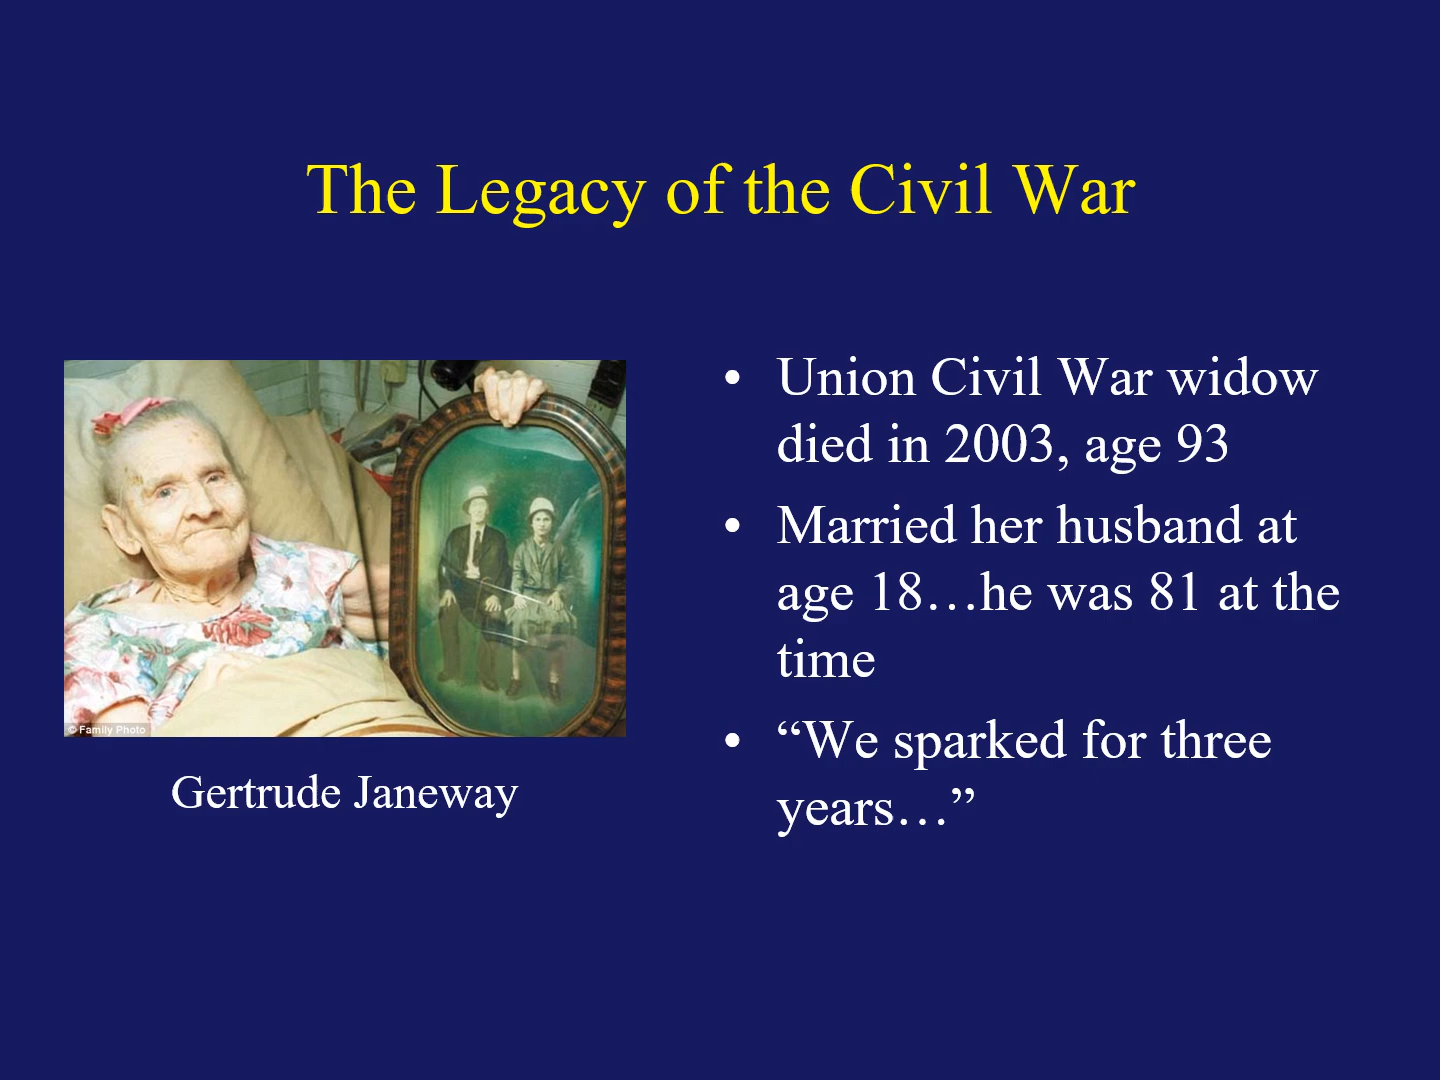 The Legacy of the Civil War
© Family Photo
Gertrude Janeway
• Union Civil War widow
died in 2003, age 93
• Married her husband at
age 18…he was 81 at the
time
• “We sparked for three
years…”